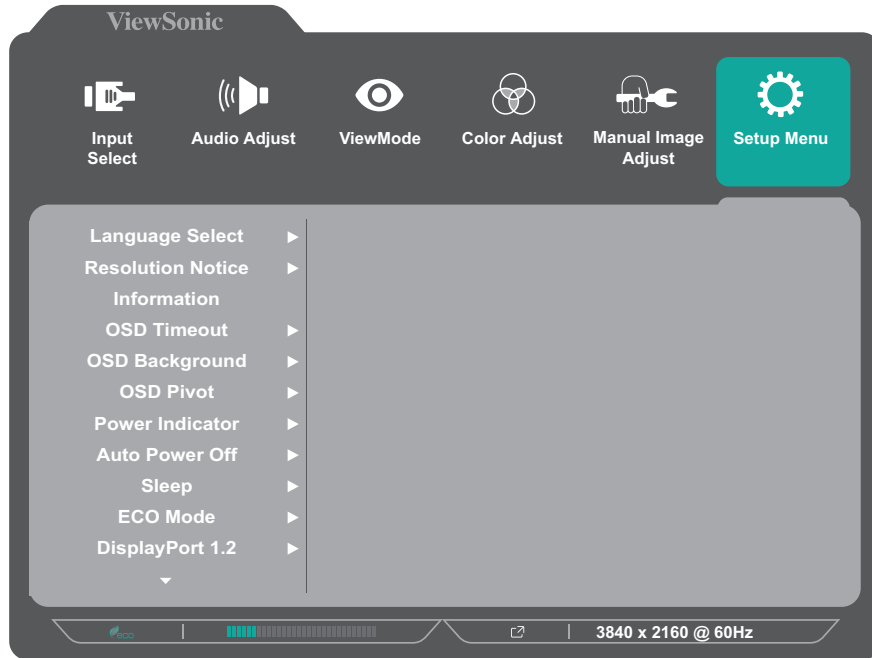 ViewSonic
Input
Select
Audio Adjust
ViewMode
Color Adjust
Manual Image
Adjust
Setup Menu
Language Select
Resolution Notice
Information
OSD Timeout
OSD Background
OSD Pivot
Power Indicator
Auto Power Off
Sleep
ECO Mode
DisplayPort 1.2
eco
3840 x 2160 @ 60Hz